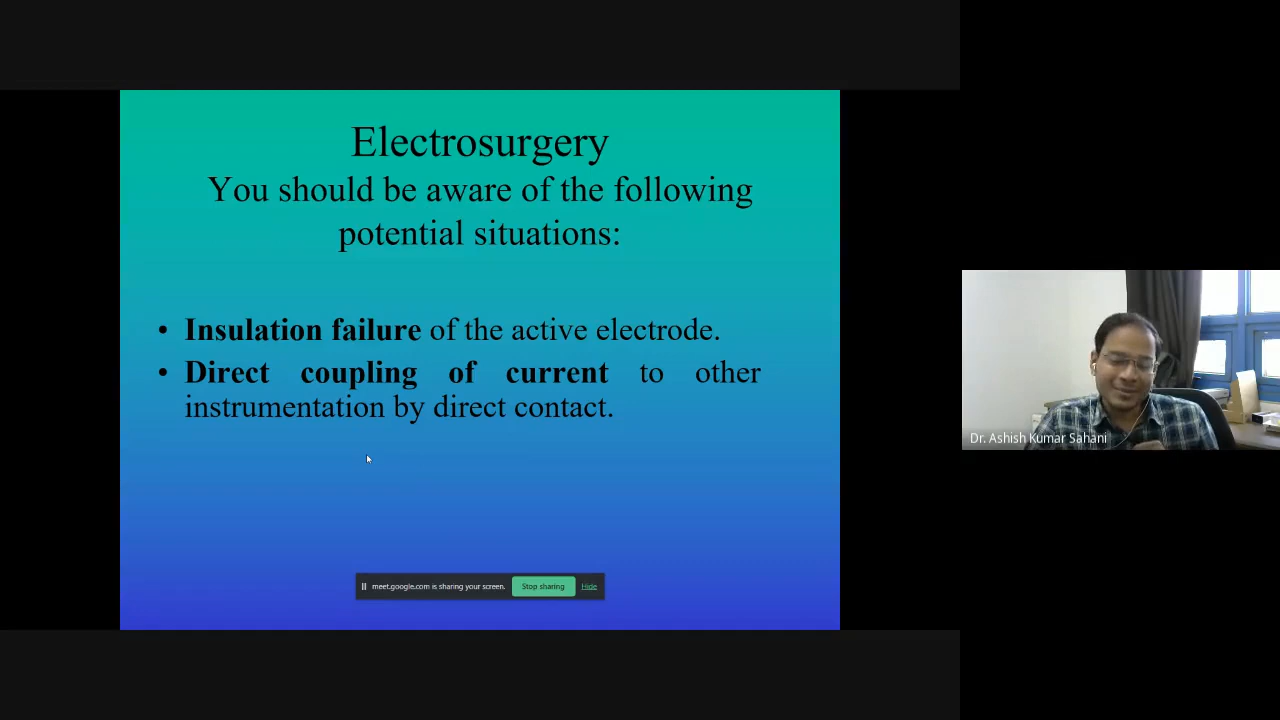 Electrosurgery
You should be aware of the following
potential situations:
• Insulation failure of the active electrode.
• Direct coupling of current to other
instrumentation by direct contact.
Dr. Ashish Kumar Sahani
meet.google.com is sharing your screen. Stop sharing Hide